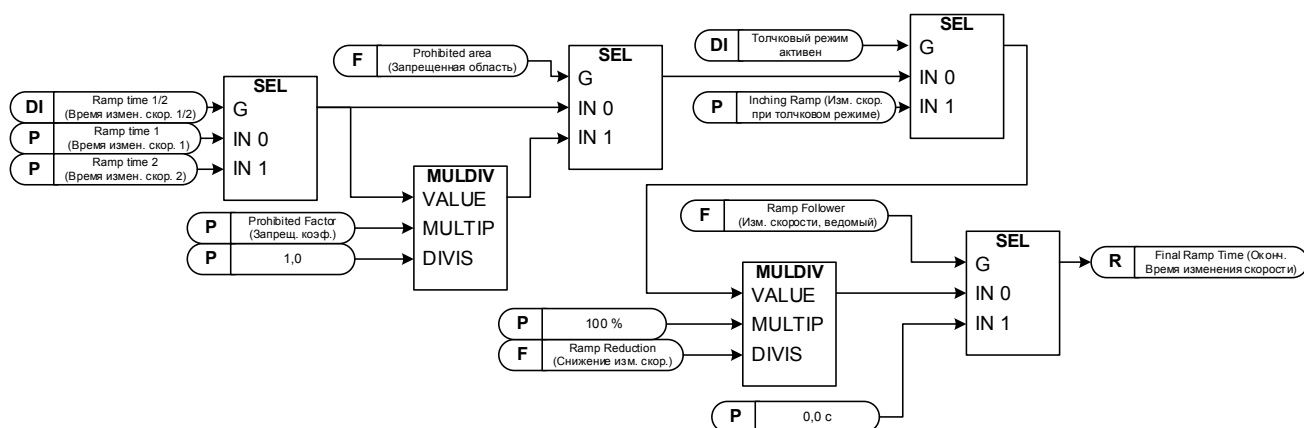 DI
Ramp time 1/2
(Время измен. скор. 1/2)
P
Ramp time 1
(Время измен. скор. 1)
P
Ramp time 2
(Время измен. скор. 2)
SEL
G
IN 0
IN 1
P
Prohibited Factor
(Запрещ. коэф.)
P
1,0
MULDIV
VALUE
MULTIP
DIVIS
F
Prohibited area
(Запрещенная область)
SEL
G
IN 0
IN 1
DI
Толчковый режим
активен
P
Inching Ramp (Изм. скор.
при толчковом режиме)
SEL
G
IN 0
IN 1
F
Ramp Follower
(Изм. скорости, ведомый)
P
100 %
F
Ramp Reduction
(Снижение изм. скор.)
MULDIV
VALUE
MULTIP
DIVIS
P
0,0 с
SEL
G
IN 0
IN 1
R
Final Ramp Time (Оконч.
Время изменения скорости)